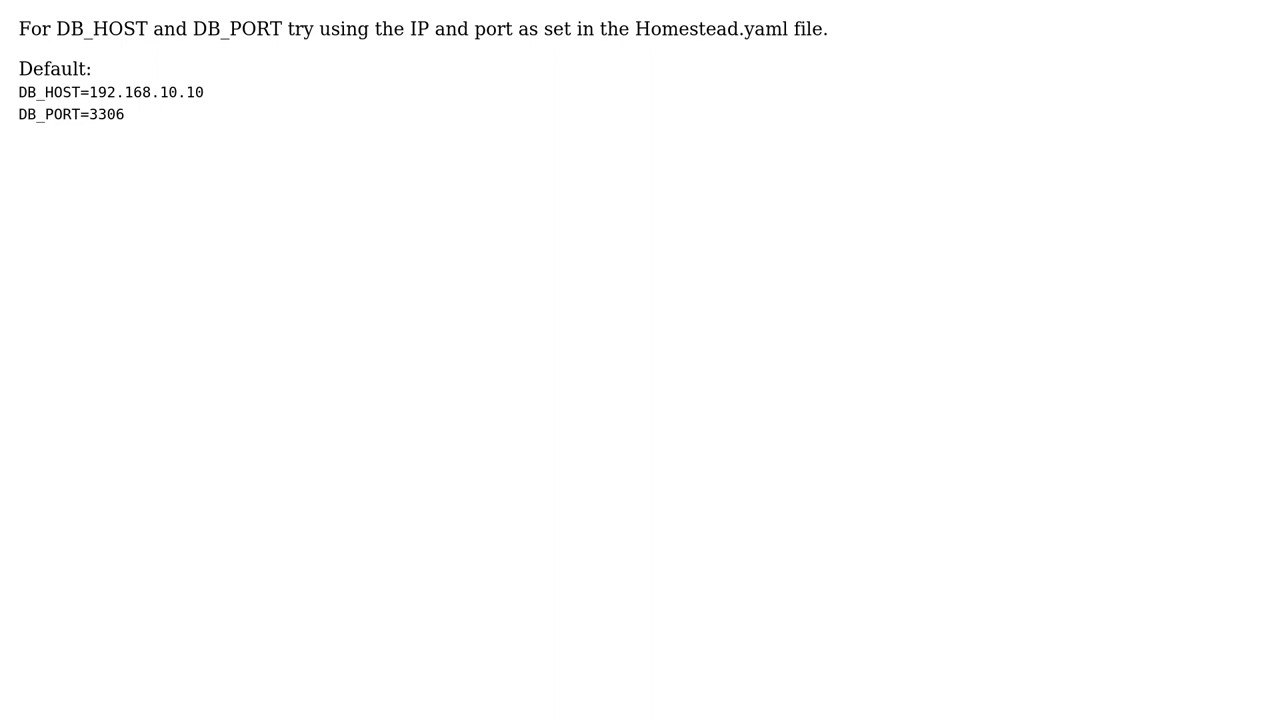 For DB_HOST and DB_PORT try using the IP and port as set in the Homestead.yaml file.
Default:
DB_HOST=192.168.10.10
DB_PORT=3306